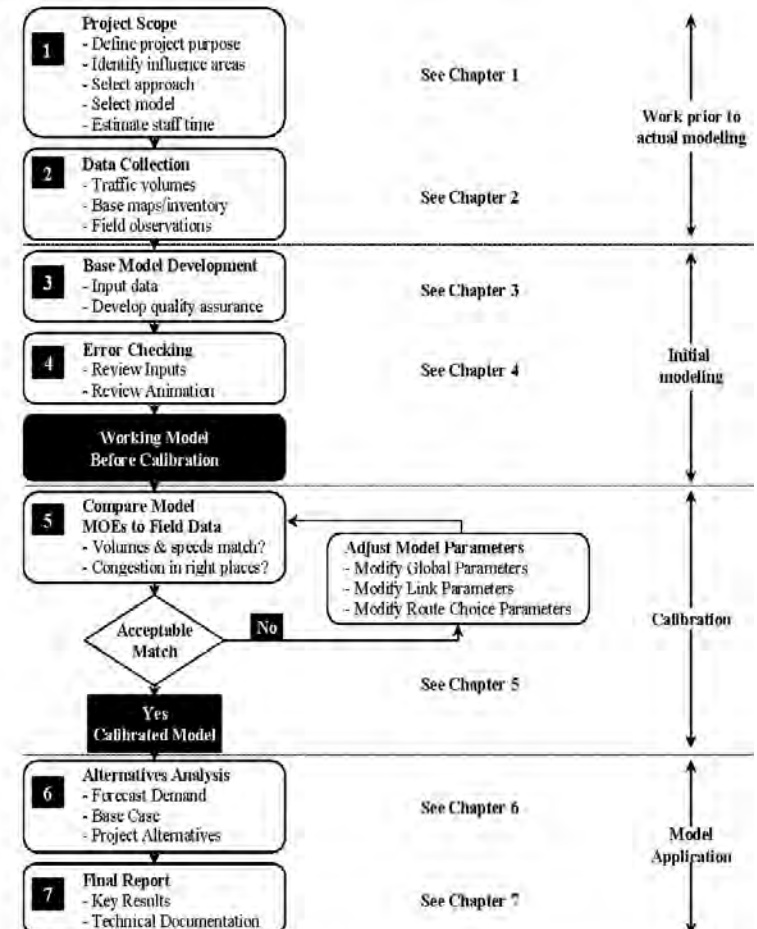 Project Scope
1
- Define project purpose
- Identify influence areas
- Select approach
- Select model
- Estimate staff time
See Chapter 1
Work prior to
actual modeling
Data Collection
2
- Traffic volumes
- Base maps/inventory
- Field observations
See Chapter 2
Base Model Development
3
- Input data
- Develop quality assurance
See Chapter 3
Error Checking
4
- Review Inputs
- Review Animation
See Chapter 4
Initial
modeling
Working Model
Before Calibration
Compare Model
5
MOEs to Field Data
- Volumes & speeds match?
- Congestion in right places?
Adjust Model Parameters
- Modify Global Parameters
- Modify Link Parameters
- Modify Route Choice Parameters
Calibration
Acceptable
Match
No
See Chapter 5
Yes
Calibrated Model
Alternatives Analysis
6
- Forecast Demand
- Base Case
- Project Alternatives
See Chapter 6
Model
Application
Final Report
7
- Key Results
- Technical Documentation
See Chapter 7